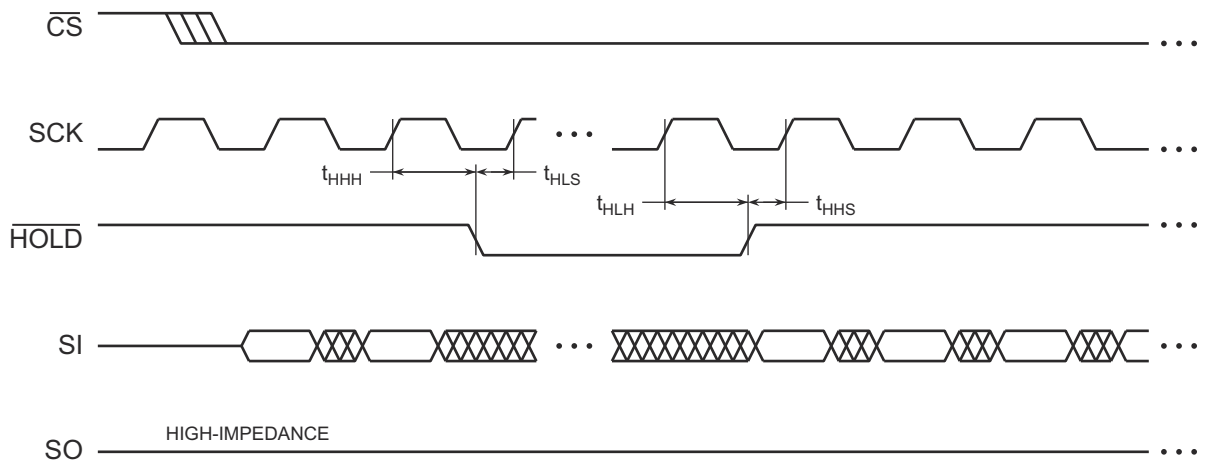 CS
SCK
tHHH
tHLS
tHLH
tHHS
HOLD
SI
SO
HIGH-IMPEDANCE